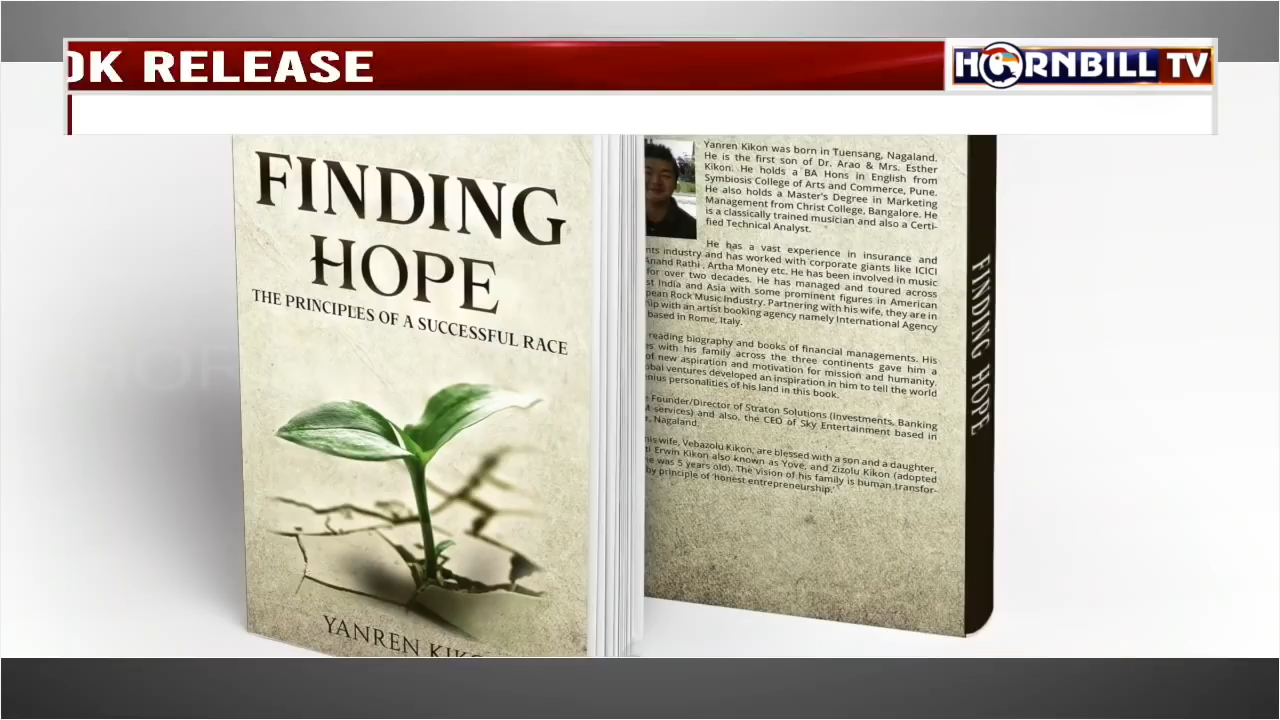 OK RELEASE
HORNBILL TV
FINDING
HOPE
THE PRINCIPLES OF A SUCCESSFUL RACE
YANREN
Yanren Kikon was born in Tuensang, Nagaland.
He is the first son of Dr. Arao & Mrs. Esther
Kikon. He holds a BA Hons in English from
Symbiosis College of Arts and Commerce, Pune.
He also holds a Master's Degree in Marketing
Management from Christ College, Bangalore. He
is a classically trained musician and also a Certi-
fied Technical Analyst.
He has a vast experience in insurance and
nts industry and has worked with corporate giants like ICICI
Anand Rathi , Artha Money etc. He has been involved in music
for over two decades. He has managed and toured across
st India and Asia with some prominent figures in American
pean Rock Music Industry. Partnering with his wife, they are in
ip with an artist booking agency namely International Agency
based in Rome, Italy.
reading biography and books of financial managements. His
s with his family across the three continents gave him a
of new aspiration and motivation for mission and humanity.
obal ventures developed an inspiration in him to tell the world
nius personalities of his land in this book.
Founder/Director of Straton Solutions (Investments, Banking
M services) and also, the CEO of Sky Entertainment based in
, Nagaland.
his wife, Vebazolu Kikon, are blessed with a son and a daughter,
ti Erwin Kikon also known as Yove, and Zizolu Kikon (adopted
he was 5 years old). The vision of his family is human transfor-
by principle of 'honest entrepreneurship.'
FINDING HOPE